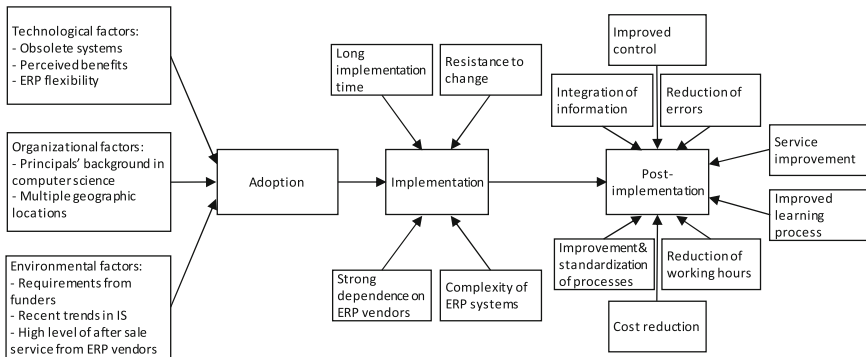 Technological factors:
- Obsolete systems
- Perceived benefits
- ERP flexibility
Organizational factors:
- Principals' background in
computer science
- Multiple geographic
locations
Environmental factors:
- Requirements from
funders
- Recent trends in IS
- High level of after sale
service from ERP vendors
Adoption
Long
implementation
time
Resistance to
change
Implementation
Strong
dependence on
ERP vendors
Complexity of
ERP systems
Improved
control
Integration of
information
Reduction of
errors
Post-
implementation
Service
improvement
Improved
learning
process
Improvement&
standardization
of processes
Reduction of
working hours
Cost reduction